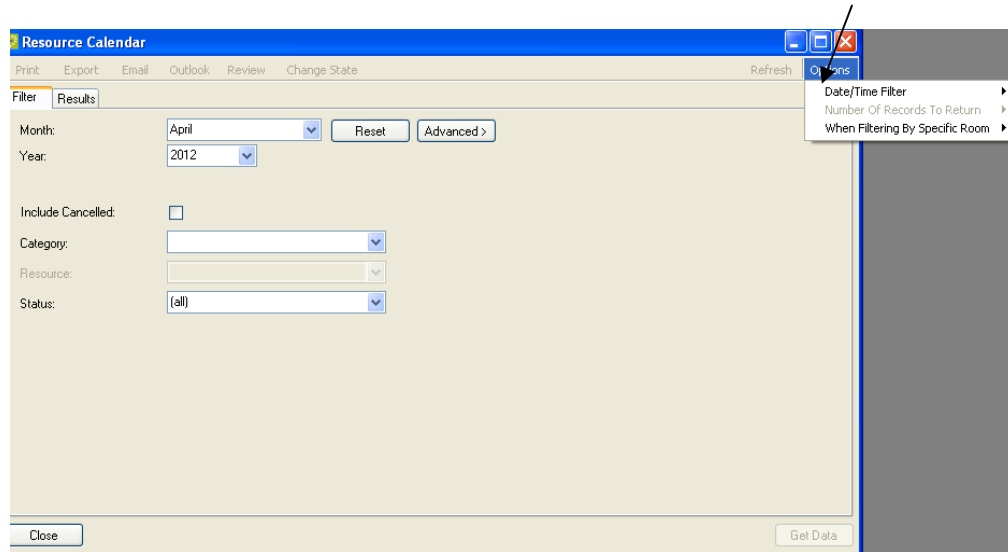 Resource Calendar
Print Export Email Outlook Review Change State Refresh Options
Filter Results
Date/Time Filter
Number Of Records To Return
When Filtering By Specific Room
Month: April Reset Advanced >
Year: 2012
Include Cancelled:
Category:
Resource:
Status: (all)
Close Get Data